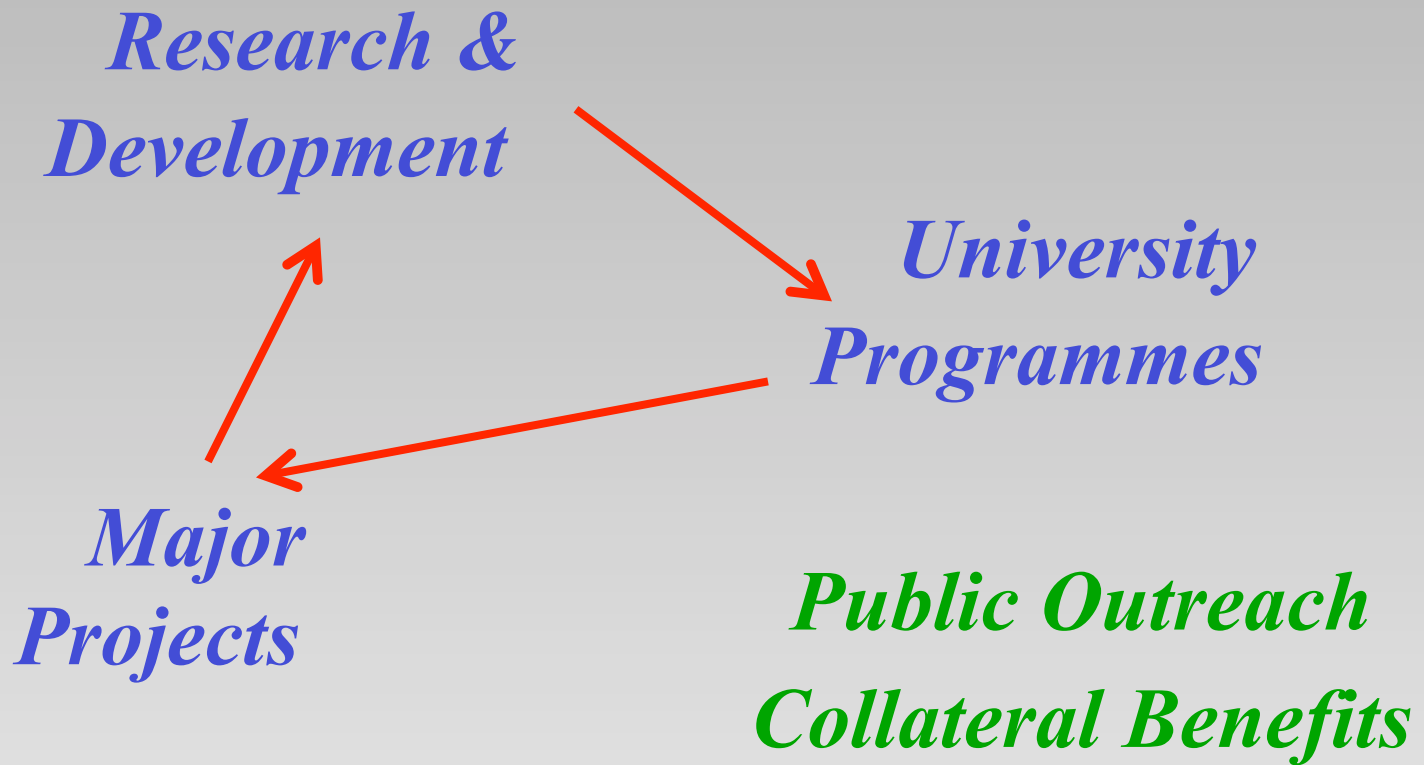 Research &
Development
University
Programmes
Major
Projects
Public Outreach
Collateral Benefits